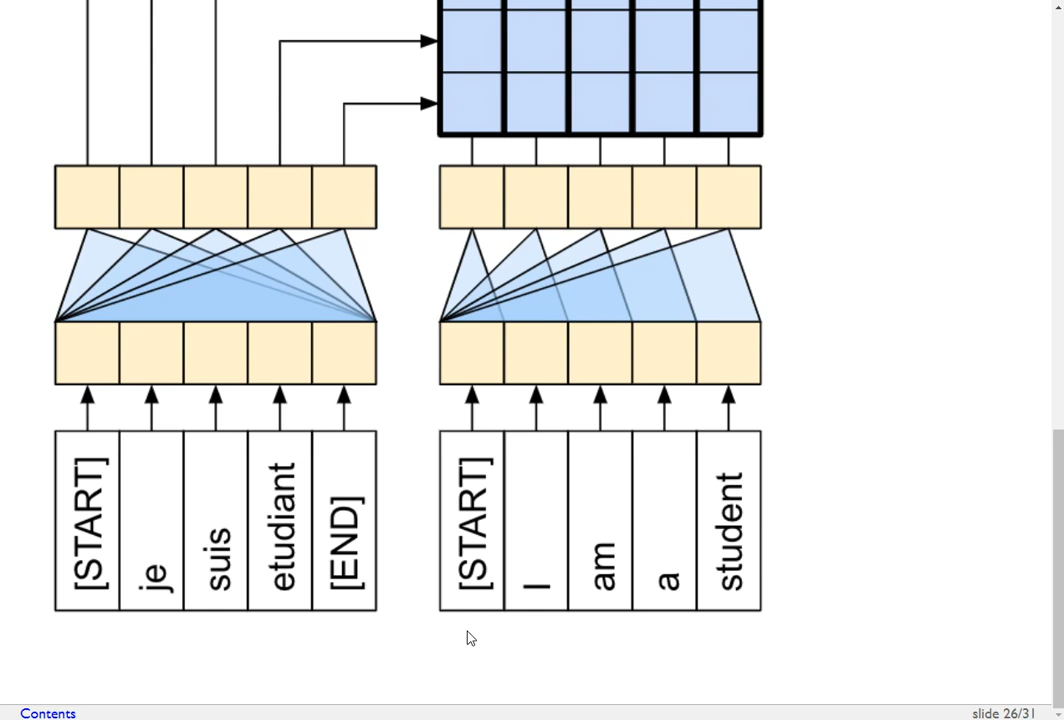 [START]
je
suis
etudiant
[END]
[START]
I
am
a
student
Contents
slide 26/31